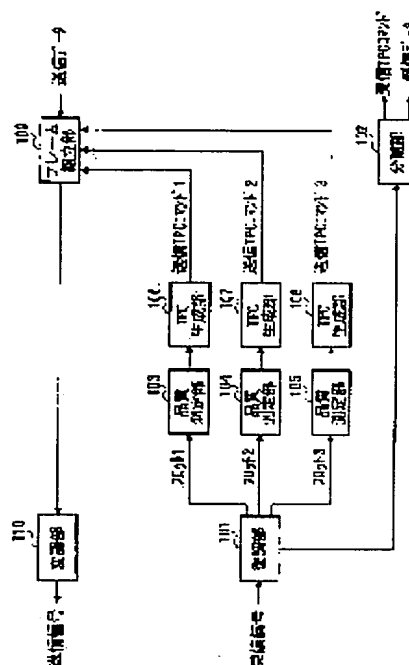 送信データ
109
フレーム
組立部
受信TPCコマンド
102
分離部
送信TPCコマンド1
送信TPCコマンド2
送信TPCコマンド3
106
TPC
生成部
107
TPC
生成部
108
TPC
生成部
103
品質
測定部
104
品質
測定部
105
品質
測定部
スロット1
スロット2
スロット3
110
変調部
101
復調部
送信信号
受信信号